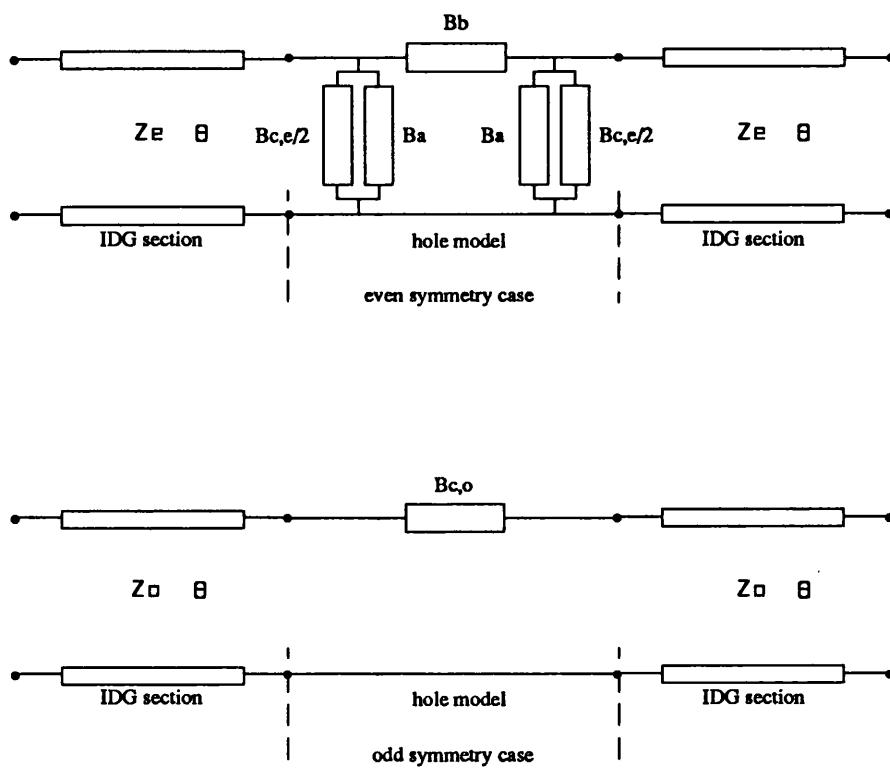 Bb
Ze θ Bc,e/2 Ba Ba Bc,e/2 Ze θ
IDG section hole model IDG section
even symmetry case
Bc,o
Zo θ Zo θ
IDG section hole model IDG section
odd symmetry case